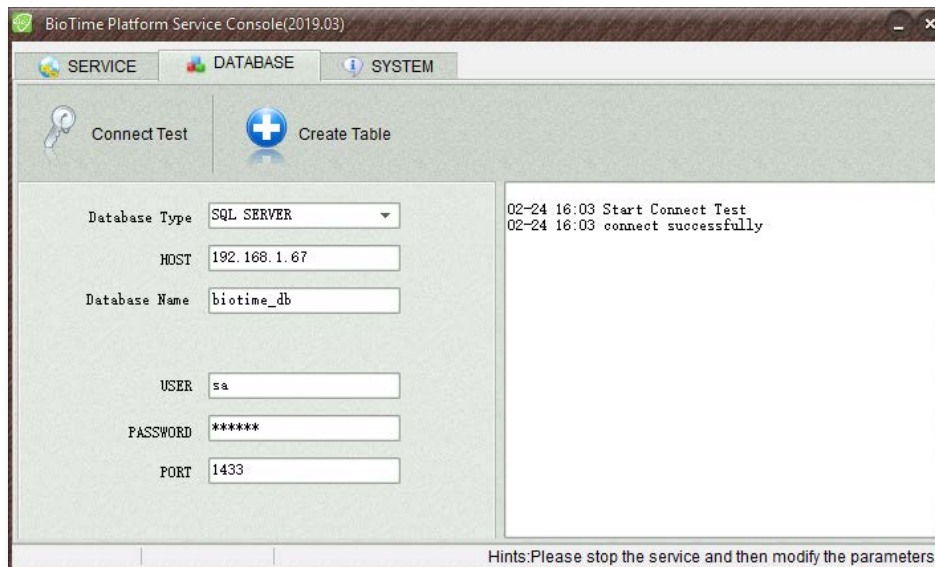 BioTime Platform Service Console(2019.03)
SERVICE DATABASE SYSTEM
Connect Test Create Table
Database Type SQL SERVER
HOST 192.168.1.67
Database Name biotime_db
USER sa
PASSWORD ******
PORT 1433
02-24 16:03 Start Connect Test
02-24 16:03 connect successfully
Hints:Please stop the service and then modify the parameters